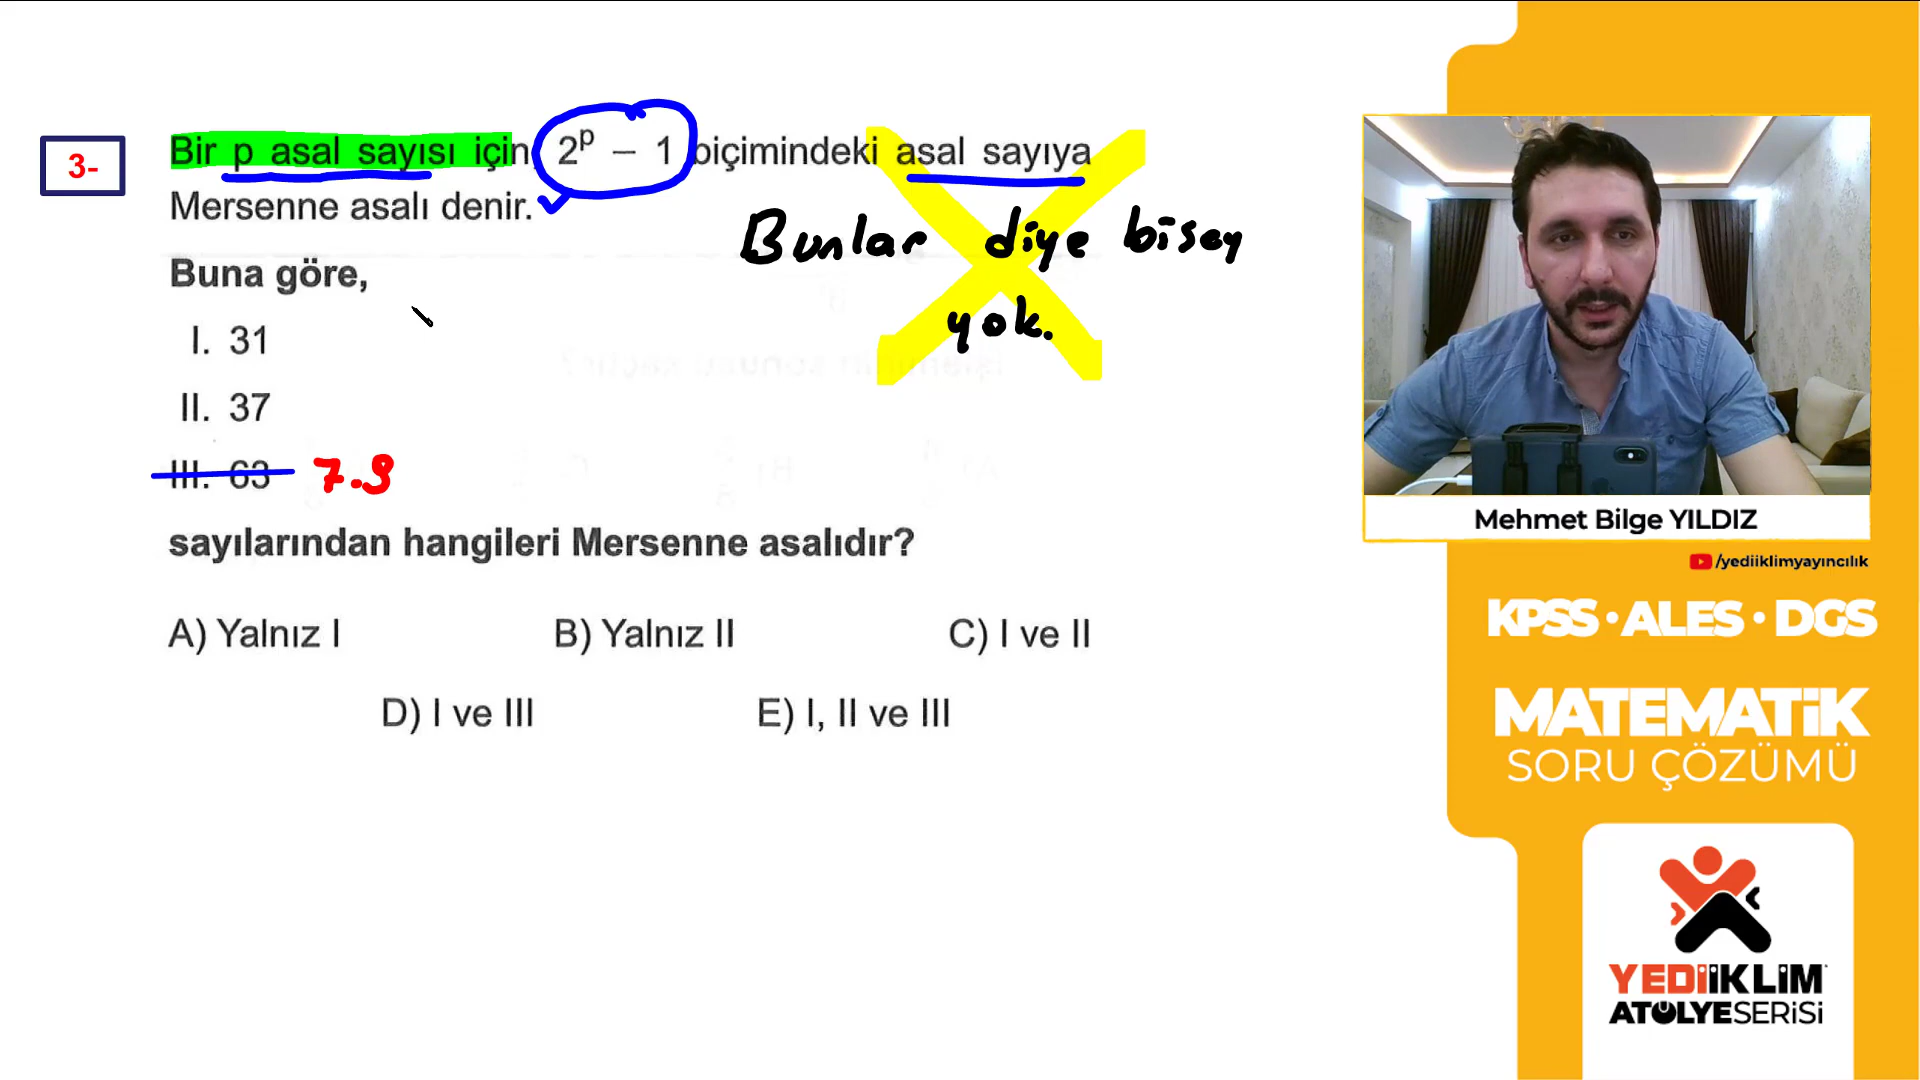 3-
Bir p asal sayısı için 2ᵖ – 1 biçimindeki asal sayıya
Mersenne asalı denir.
Bunlar diye bisey
yok.
Buna göre,
I. 31
II. 37
III. 63 7.9
sayılarından hangileri Mersenne asalıdır?
A) Yalnız I B) Yalnız II C) I ve II
D) I ve III E) I, II ve III
Mehmet Bilge YILDIZ
/yediiklimyayıncılık
KPSS • ALES • DGS
MATEMATİK
SORU ÇÖZÜMÜ
YEDİİKLİM
ATÖLYESERİSİ